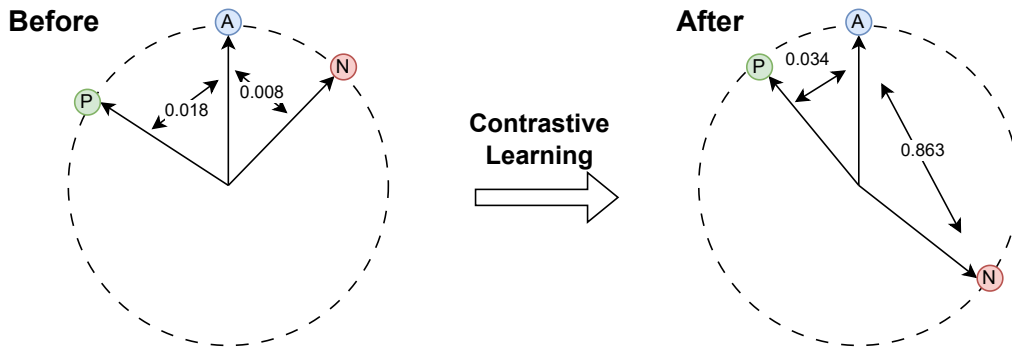 Before
A
N
P
0.018
0.008
Contrastive
Learning
After
A
P
0.034
0.863
N